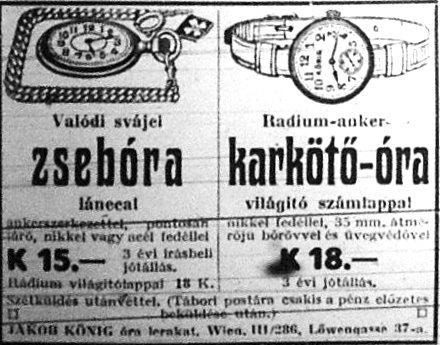 Valódi svájci
zsebóra
lánccal
ankerszerkezettel, pontosan
járó, nikkel vagy acél fedéllel
K 15.— 3 évi írásbeli
jótállás.
Rádium világítólappal 18 K.
Radium-anker-
karkötő-óra
világító számlappal
nikkel fedéllel, 35 mm. átmé-
rőjü bőrövvel és üvegvédővel
K 18.—
3 évi jótállás.
Szétküldés utánvéttel. (Tábori postára csakis a pénz előzetes
beküldése után.)
JAKOB KÖNIG óra lerakat, Wien, III/286, Löwengasse 37-a.